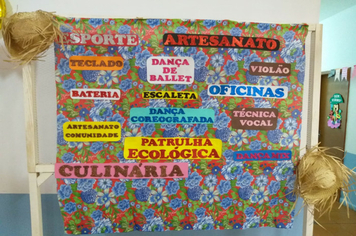 ESPORTE
ARTESANATO
TECLADO
DANÇA
DE BALLET
VIOLÃO
BATERIA
ESCALETA
OFICINAS
DANÇA
COREOGRAFADA
TÉCNICA
VOCAL
ARTESANATO
COMUNIDADE
PATRULHA
ECOLÓGICA
CULINÁRIA